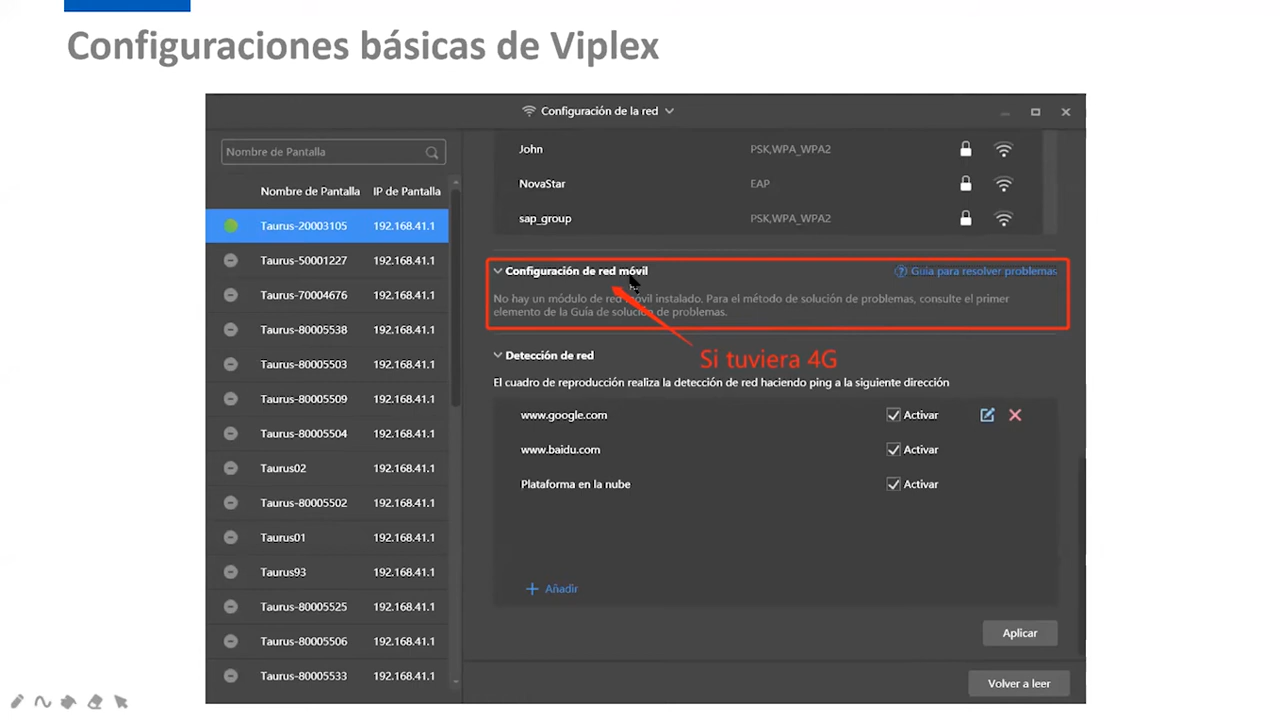 Configuraciones básicas de Viplex
Configuración de la red
Nombre de Pantalla
Nombre de Pantalla IP de Pantalla
Taurus-20003105 192.168.41.1
Taurus-50001227 192.168.41.1
Taurus-70004676 192.168.41.1
Taurus-80005538 192.168.41.1
Taurus-80005503 192.168.41.1
Taurus-80005509 192.168.41.1
Taurus-80005504 192.168.41.1
Taurus02 192.168.41.1
Taurus-80005502 192.168.41.1
Taurus01 192.168.41.1
Taurus93 192.168.41.1
Taurus-80005525 192.168.41.1
Taurus-80005506 192.168.41.1
Taurus-80005533 192.168.41.1
John PSK,WPA_WPA2
NovaStar EAP
sap_group PSK,WPA_WPA2
Configuración de red móvil
Guía para resolver problemas
No hay un módulo de red móvil instalado. Para el método de solución de problemas, consulte el primer
elemento de la Guía de solución de problemas.
Si tuviera 4G
Detección de red
El cuadro de reproducción realiza la detección de red haciendo ping a la siguiente dirección
www.google.com Activar
www.baidu.com Activar
Plataforma en la nube Activar
Añadir
Aplicar
Volver a leer